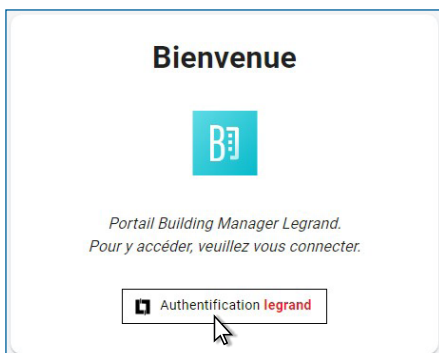 Bienvenue
Portail Building Manager Legrand.
Pour y accéder, veuillez vous connecter.
Authentification legrand